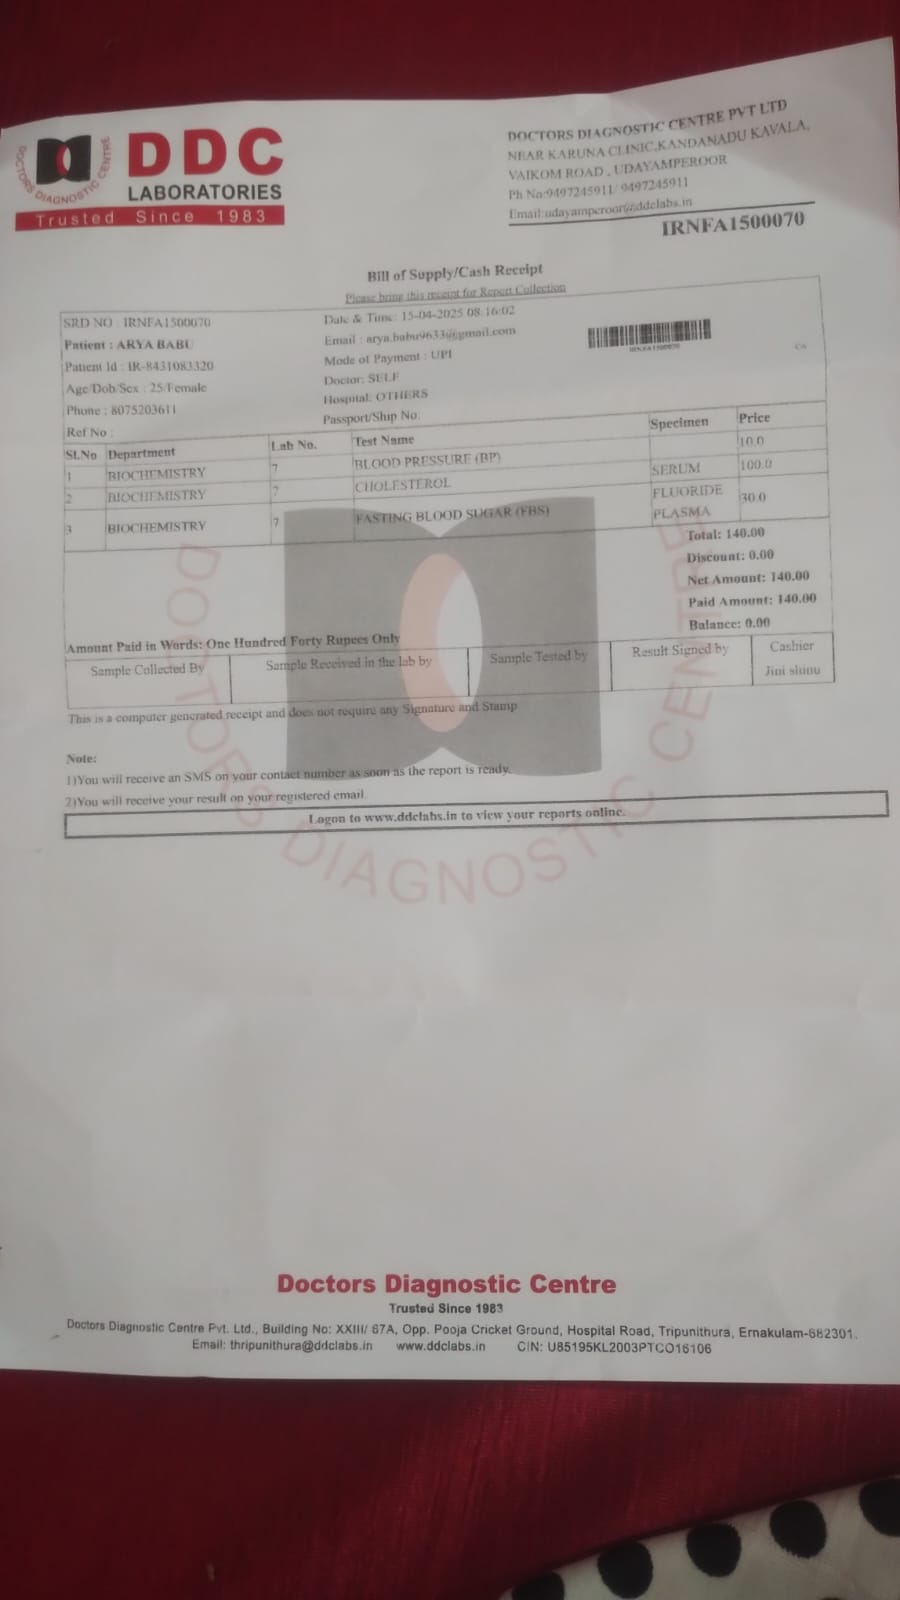 DDC
LABORATORIES
DOCTORS DIAGNOSTIC CENTRE
Trusted Since 1983
DOCTORS DIAGNOSTIC CENTRE PVT LTD
NEAR KARUNA CLINIC,KANDANADU KAVALA,
VAIKOM ROAD , UDAYAMPEROOR
Ph No:9497245911/ 9497245911
Email:udayamperoor@ddclabs.in
IRNFA1500070
Bill of Supply/Cash Receipt
Please bring this receipt for Report Collection
SRD NO : IRNFA1500070
Patient : ARYA BABU
Patient Id : IR-8431083320
Age/Dob/Sex : 25/Female
Phone : 8075203611
Ref No :
Date & Time: 15-04-2025 08:16:02
Email : arya.babu9633@gmail.com
Mode of Payment : UPI
Doctor: SELF
Hospital: OTHERS
Passport/Ship No:
IRNFA1500070
SI.No Department Lab No. Test Name Specimen Price
1 BIOCHEMISTRY 7 BLOOD PRESSURE (BP) 10.0
2 BIOCHEMISTRY 7 CHOLESTEROL SERUM 100.0
3 BIOCHEMISTRY 7 FASTING BLOOD SUGAR (FBS) FLUORIDE PLASMA 30.0
Total: 140.00
Discount: 0.00
Net Amount: 140.00
Paid Amount: 140.00
Balance: 0.00
Amount Paid in Words: One Hundred Forty Rupees Only
Sample Collected By Sample Received in the lab by Sample Tested by Result Signed by Cashier
Jini shinu
This is a computer generated receipt and does not require any Signature and Stamp
Note:
1)You will receive an SMS on your contact number as soon as the report is ready.
2)You will receive your result on your registered email.
Logon to www.ddclabs.in to view your reports online.
DOCTORS DIAGNOSTIC CENTRE
Doctors Diagnostic Centre
Trusted Since 1983
Doctors Diagnostic Centre Pvt. Ltd., Building No: XXIII/ 67A, Opp. Pooja Cricket Ground, Hospital Road, Tripunithura, Ernakulam-682301.
Email: thripunithura@ddclabs.in www.ddclabs.in CIN: U85195KL2003PTCO16106